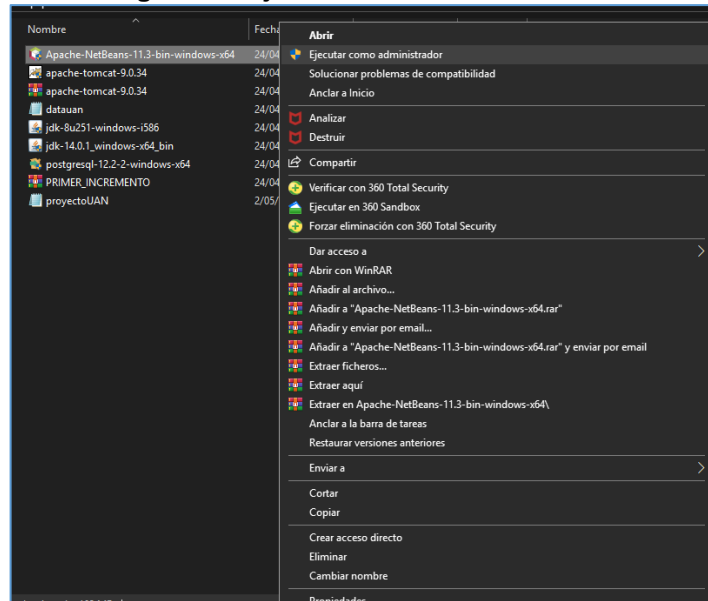 Nombre
Fecha
Apache-NetBeans-11.3-bin-windows-x64
24/04
apache-tomcat-9.0.34
24/04
apache-tomcat-9.0.34
24/04
datauan
24/04
jdk-8u251-windows-i586
24/04
jdk-14.0.1_windows-x64_bin
24/04
postgresql-12.2-2-windows-x64
24/04
PRIMER_INCREMENTO
24/04
proyectoUAN
2/05/
Abrir
Ejecutar como administrador
Solucionar problemas de compatibilidad
Anclar a Inicio
Analizar
Destruir
Compartir
Verificar con 360 Total Security
Ejecutar en 360 Sandbox
Forzar eliminación con 360 Total Security
Dar acceso a
Abrir con WinRAR
Añadir al archivo...
Añadir a "Apache-NetBeans-11.3-bin-windows-x64.rar"
Añadir y enviar por email...
Añadir a "Apache-NetBeans-11.3-bin-windows-x64.rar" y enviar por email
Extraer ficheros...
Extraer aquí
Extraer en Apache-NetBeans-11.3-bin-windows-x64\
Anclar a la barra de tareas
Restaurar versiones anteriores
Enviar a
Cortar
Copiar
Crear acceso directo
Eliminar
Cambiar nombre
Propiedades